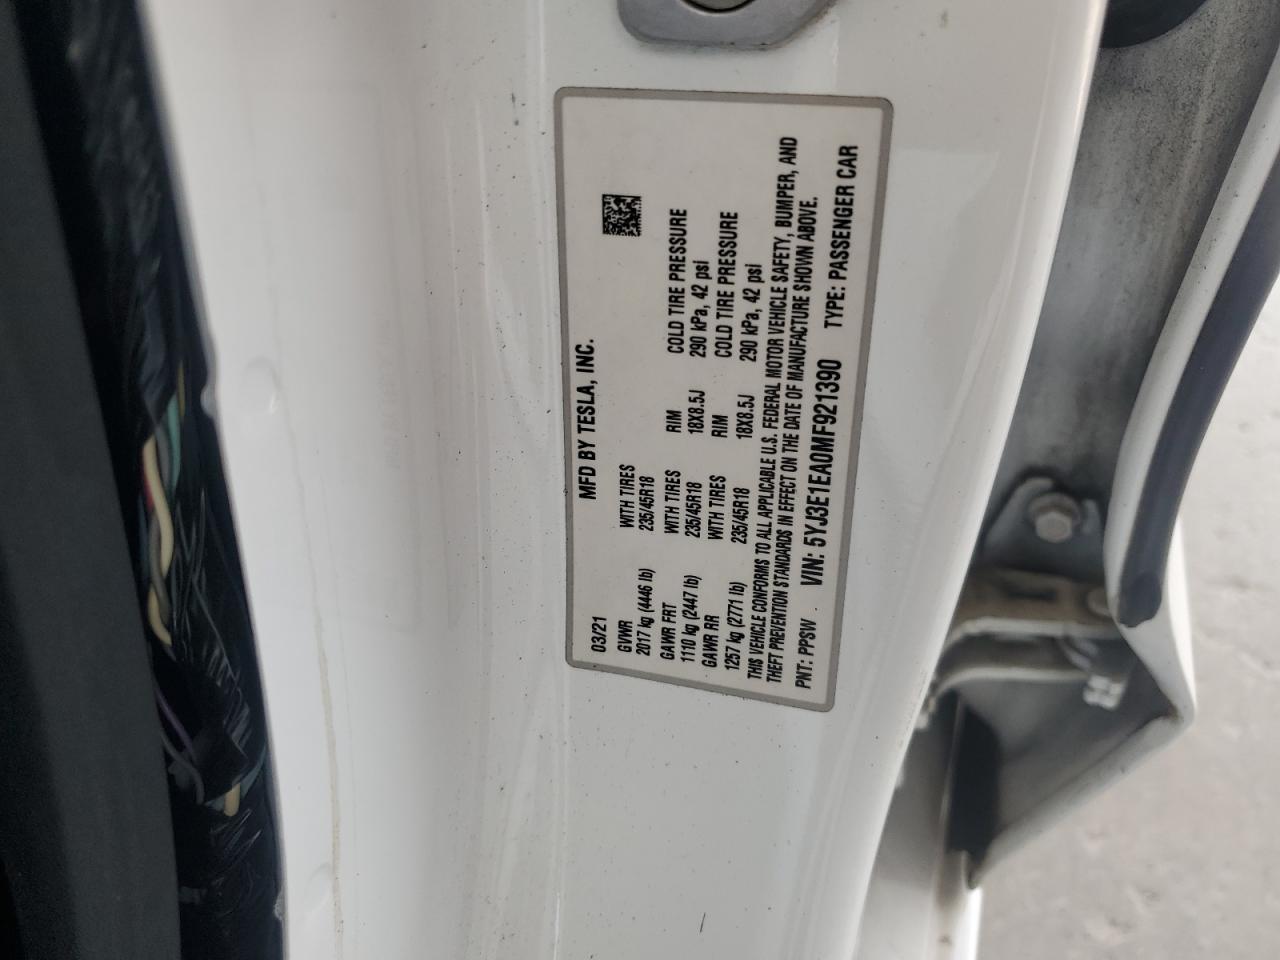 MFD BY TESLA, INC.
03/21
GVWR WITH TIRES
2017 kg (4446 lb) 235/45R18
GAWR FRT WITH TIRES RIM COLD TIRE PRESSURE
1110 kg (2447 lb) 235/45R18 18X8.5J 290 kPa, 42 psi
GAWR RR WITH TIRES RIM COLD TIRE PRESSURE
1257 kg (2771 lb) 235/45R18 18X8.5J 290 kPa, 42 psi
THIS VEHICLE CONFORMS TO ALL APPLICABLE U.S. FEDERAL MOTOR VEHICLE SAFETY, BUMPER, AND
THEFT PREVENTION STANDARDS IN EFFECT ON THE DATE OF MANUFACTURE SHOWN ABOVE.
PNT: PPSW VIN: 5YJ3E1EA0MF921390 TYPE: PASSENGER CAR